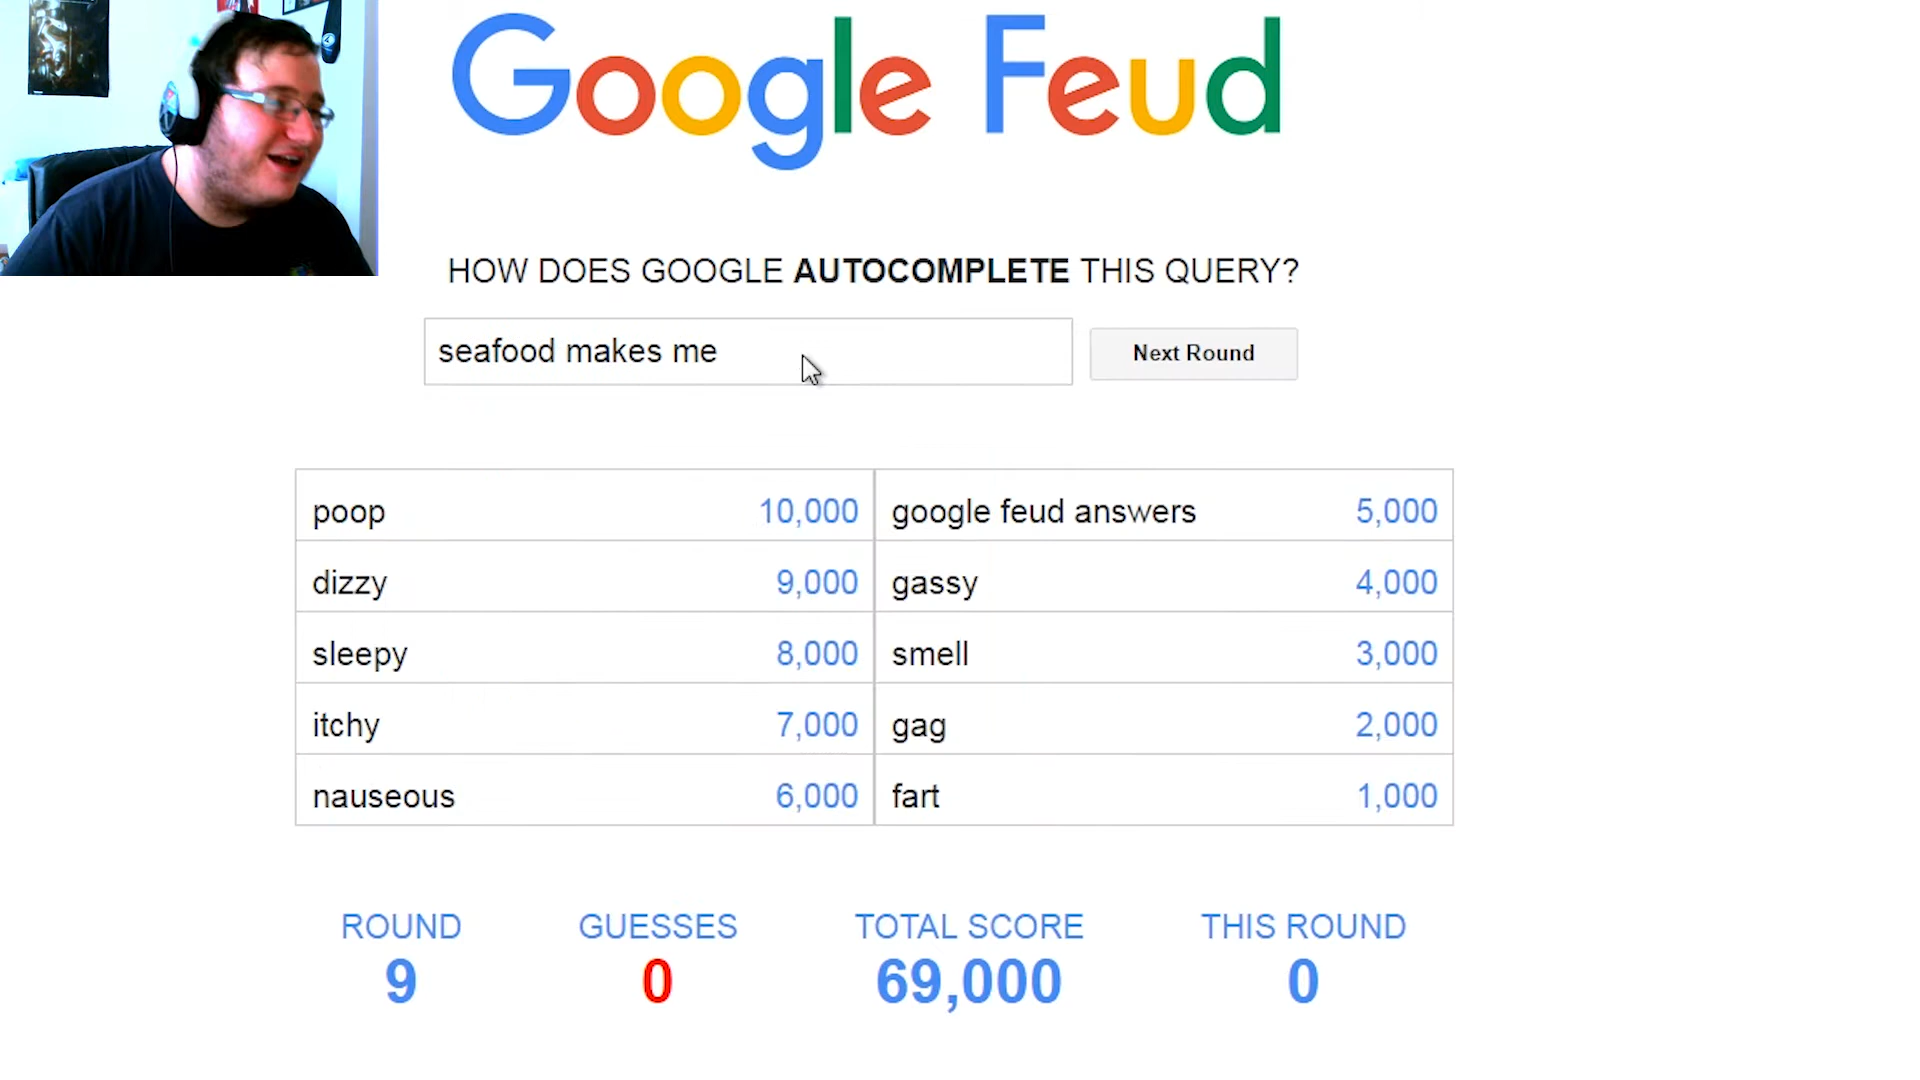 Google Feud
HOW DOES GOOGLE AUTOCOMPLETE THIS QUERY?
seafood makes me
Next Round
poop 10,000 google feud answers 5,000
dizzy 9,000 gassy 4,000
sleepy 8,000 smell 3,000
itchy 7,000 gag 2,000
nauseous 6,000 fart 1,000
ROUND GUESSES TOTAL SCORE THIS ROUND
9 0 69,000 0